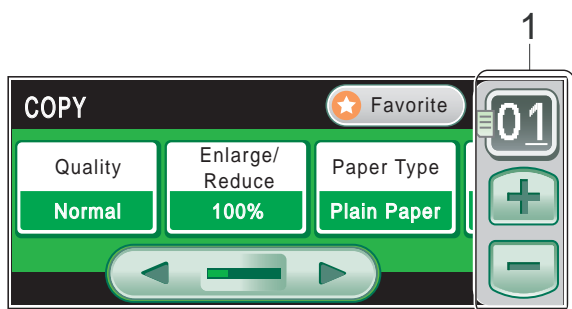 1
COPY
Favorite
01
Quality
Normal
Enlarge/
Reduce
100%
Paper Type
Plain Paper